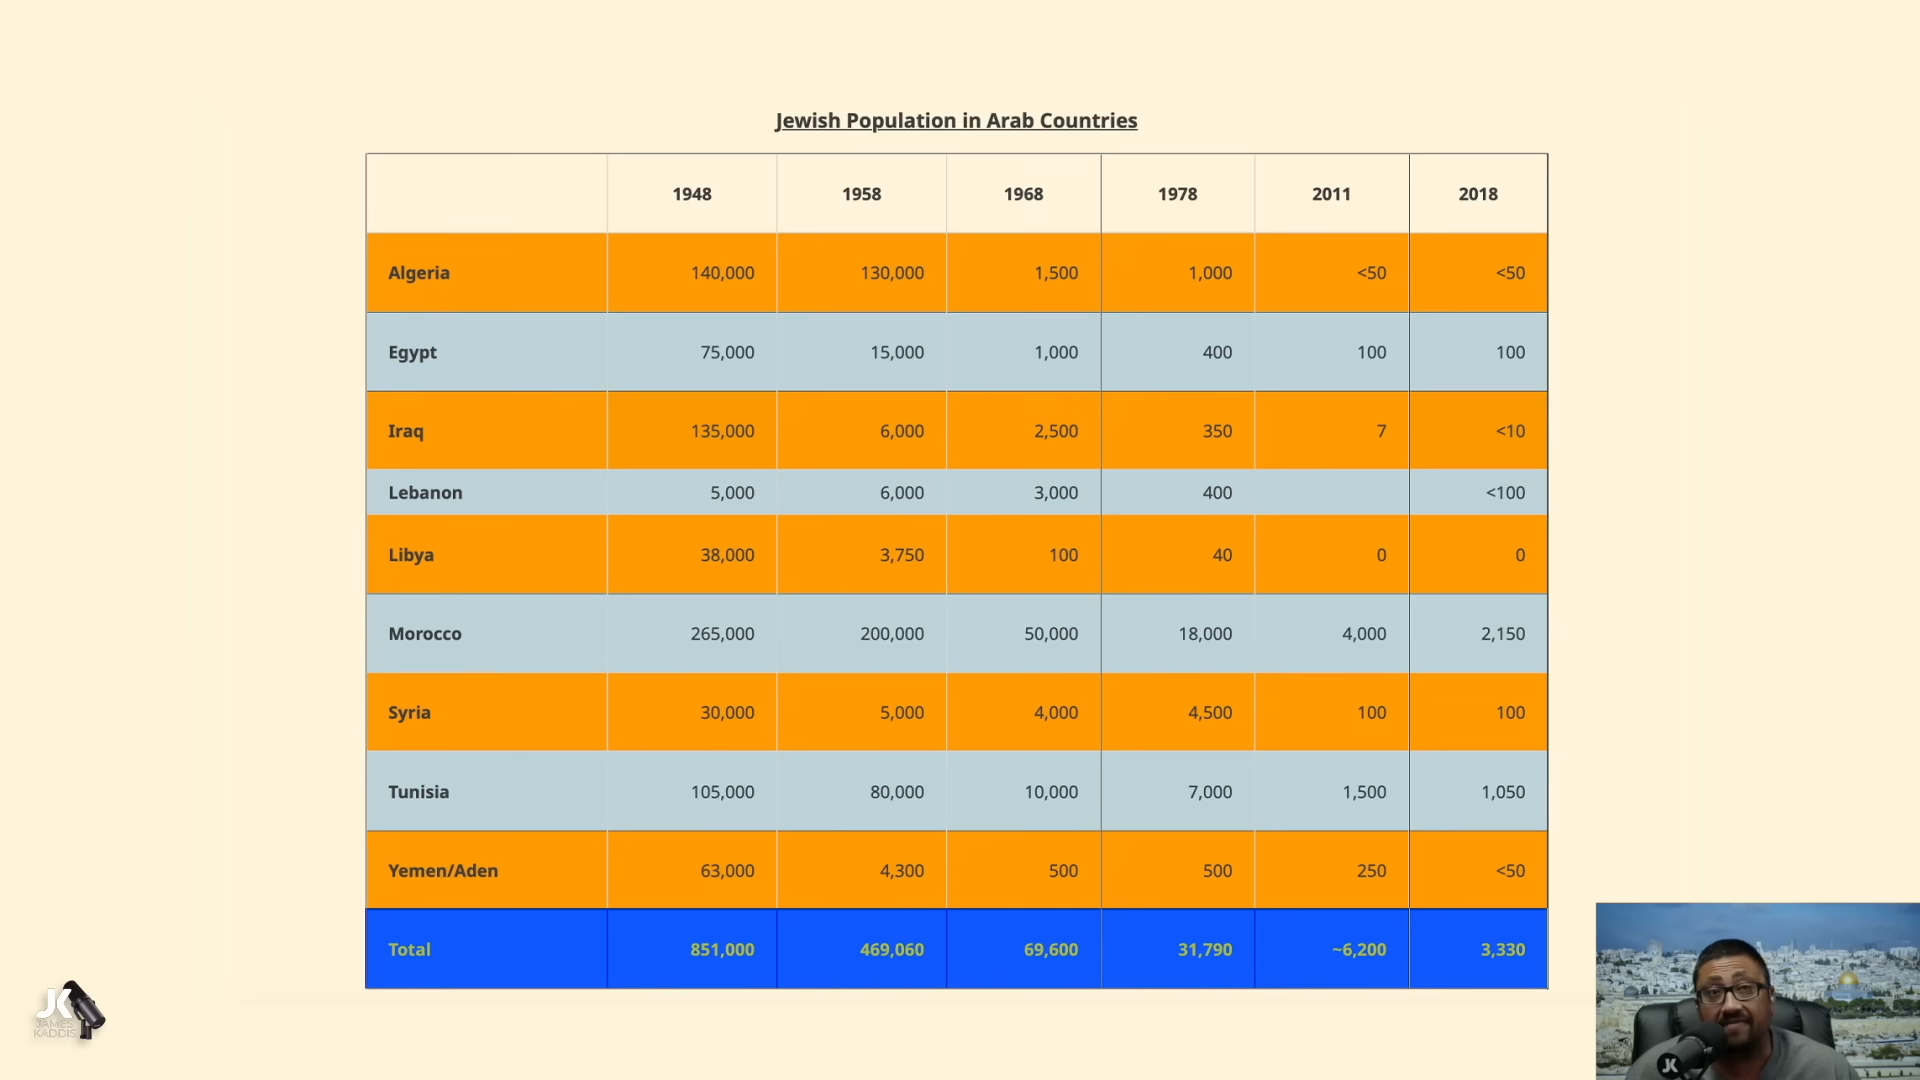 Jewish Population in Arab Countries
1948 1958 1968 1978 2011 2018
Algeria 140,000 130,000 1,500 1,000 <50 <50
Egypt 75,000 15,000 1,000 400 100 100
Iraq 135,000 6,000 2,500 350 7 <10
Lebanon 5,000 6,000 3,000 400 <100
Libya 38,000 3,750 100 40 0 0
Morocco 265,000 200,000 50,000 18,000 4,000 2,150
Syria 30,000 5,000 4,000 4,500 100 100
Tunisia 105,000 80,000 10,000 7,000 1,500 1,050
Yemen/Aden 63,000 4,300 500 500 250 <50
Total 851,000 469,060 69,600 31,790 ~6,200 3,330
JK
JAMES
KADDIS
JK